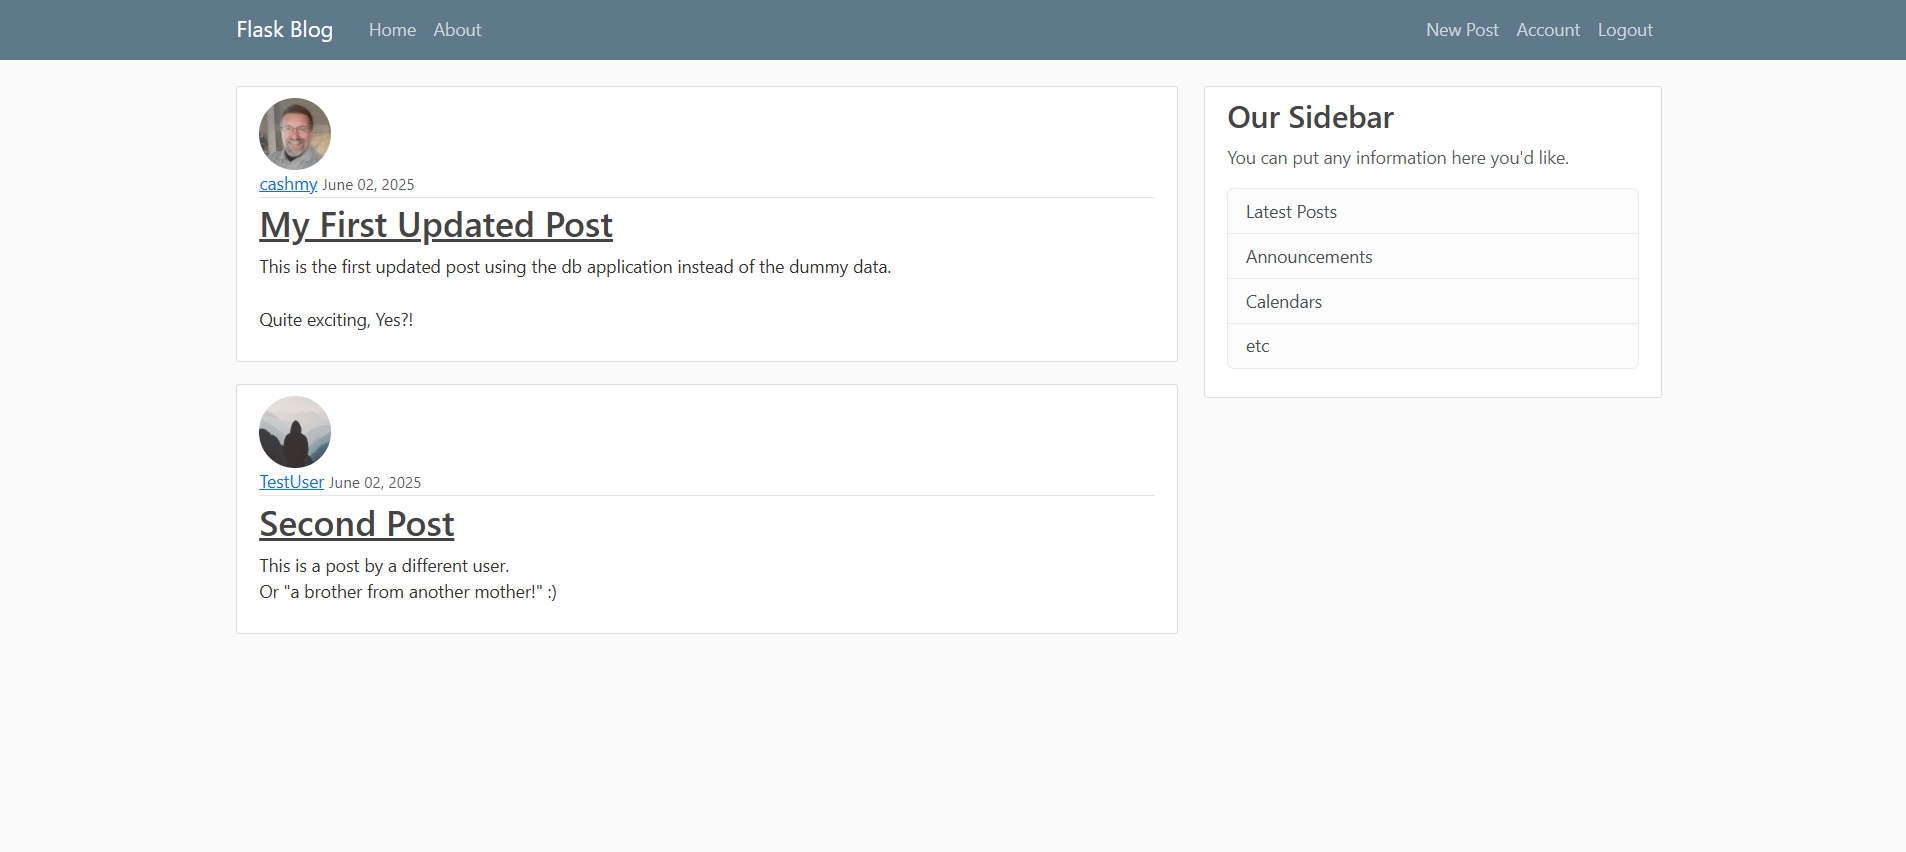 Flask Blog Home About New Post Account Logout
cashmy June 02, 2025
My First Updated Post
This is the first updated post using the db application instead of the dummy data.
Quite exciting, Yes?!
TestUser June 02, 2025
Second Post
This is a post by a different user.
Or "a brother from another mother!" :)
Our Sidebar
You can put any information here you'd like.
Latest Posts
Announcements
Calendars
etc